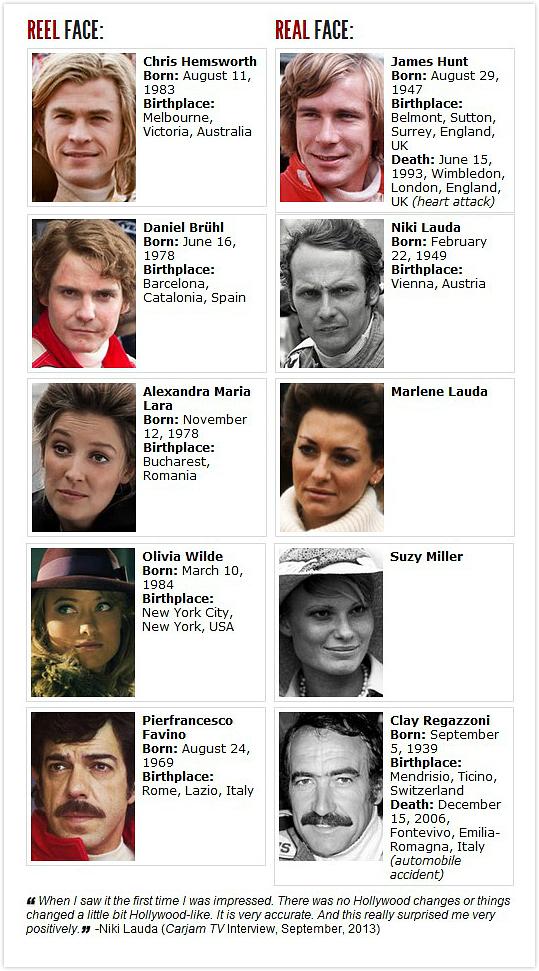 REEL FACE:
REAL FACE:
Chris Hemsworth
Born: August 11,
1983
Birthplace:
Melbourne,
Victoria, Australia
James Hunt
Born: August 29,
1947
Birthplace:
Belmont, Sutton,
Surrey, England,
UK
Death: June 15,
1993, Wimbledon,
London, England,
UK (heart attack)
Daniel Brühl
Born: June 16,
1978
Birthplace:
Barcelona,
Catalonia, Spain
Niki Lauda
Born: February
22, 1949
Birthplace:
Vienna, Austria
Alexandra Maria
Lara
Born: November
12, 1978
Birthplace:
Bucharest,
Romania
Marlene Lauda
Olivia Wilde
Born: March 10,
1984
Birthplace:
New York City,
New York, USA
Suzy Miller
Pierfrancesco
Favino
Born: August 24,
1969
Birthplace:
Rome, Lazio, Italy
Clay Regazzoni
Born: September
5, 1939
Birthplace:
Mendrisio, Ticino,
Switzerland
Death: December
15, 2006,
Fontevivo, Emilia-
Romagna, Italy
(automobile
accident)
❝ When I saw it the first time I was impressed. There was no Hollywood changes or things
changed a little bit Hollywood-like. It is very accurate. And this really surprised me very
positively.❞ -Niki Lauda (Carjam TV Interview, September, 2013)